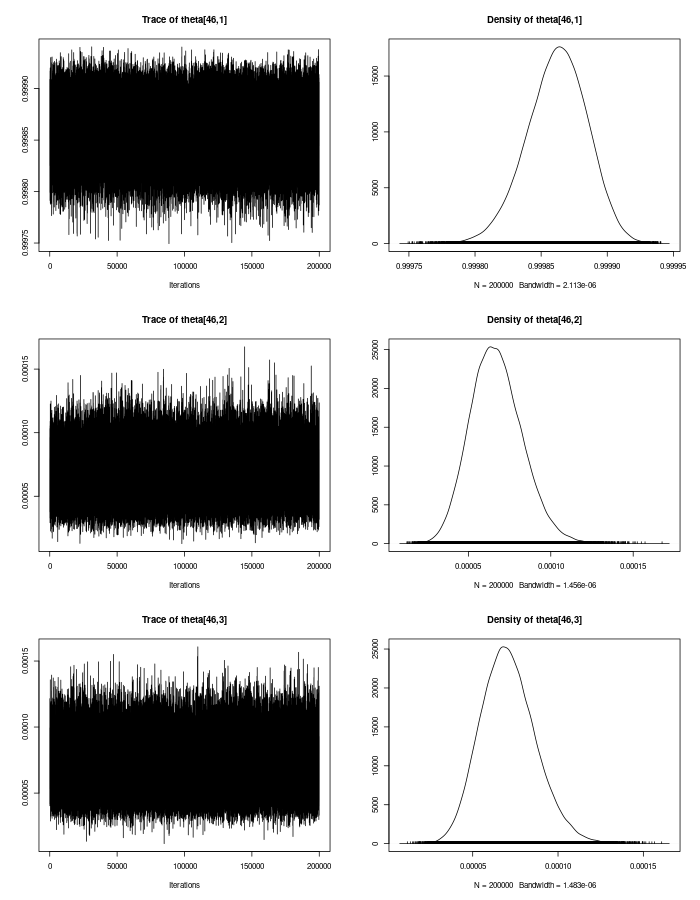 Trace of theta[46,1]
0.99975 0.99980 0.99985 0.99990
0 50000 100000 150000 200000
Iterations
Density of theta[46,1]
0 5000 10000 15000
0.99975 0.99980 0.99985 0.99990 0.99995
N = 200000 Bandwidth = 2.113e-06
Trace of theta[46,2]
0.00005 0.00010 0.00015
0 50000 100000 150000 200000
Iterations
Density of theta[46,2]
0 5000 10000 15000 20000 25000
0.00005 0.00010 0.00015
N = 200000 Bandwidth = 1.456e-06
Trace of theta[46,3]
0.00005 0.00010 0.00015
0 50000 100000 150000 200000
Iterations
Density of theta[46,3]
0 5000 10000 15000 20000 25000
0.00005 0.00010 0.00015
N = 200000 Bandwidth = 1.483e-06